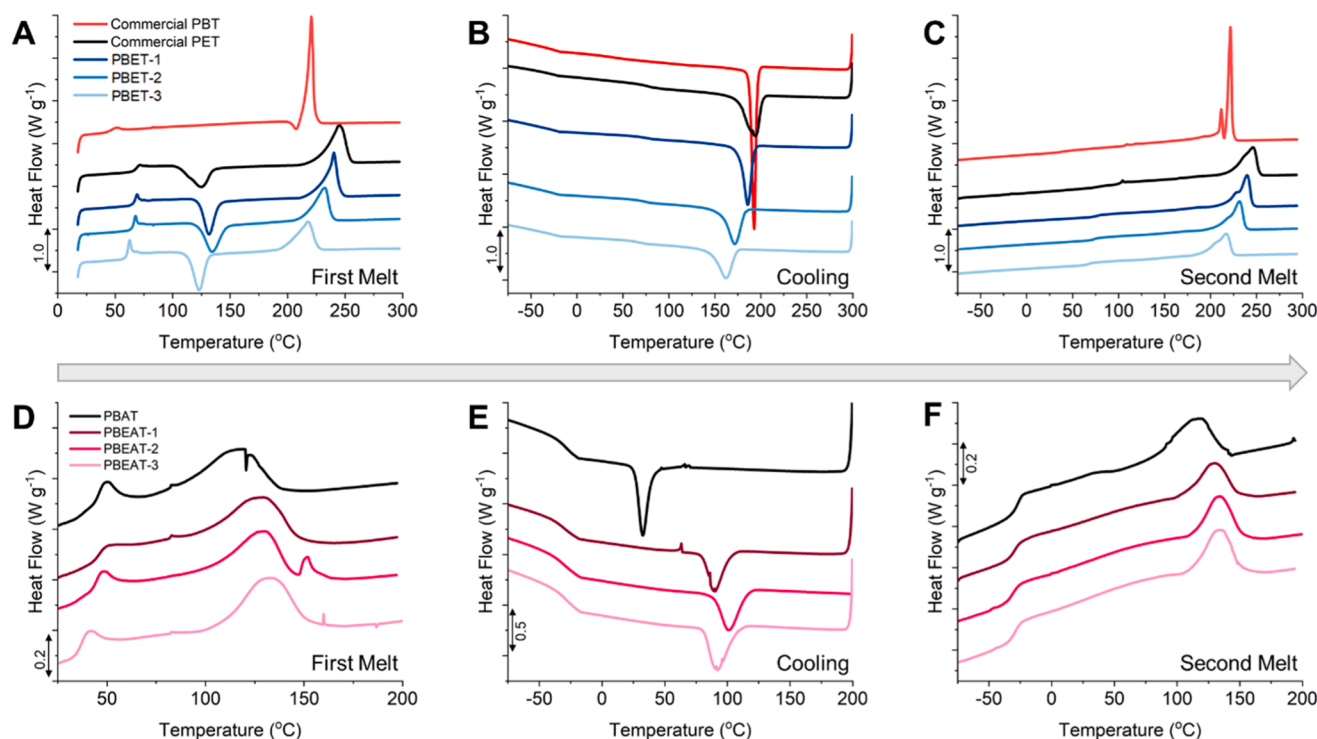 A
Commercial PBT
Commercial PET
PBET-1
PBET-2
PBET-3
Heat Flow (W g⁻¹)
1.0
First Melt
0 50 100 150 200 250 300
Temperature (°C)
B
Heat Flow (W g⁻¹)
1.0
Cooling
-50 0 50 100 150 200 250 300
Temperature (°C)
C
Heat Flow (W g⁻¹)
1.0
Second Melt
-50 0 50 100 150 200 250 300
Temperature (°C)
D
PBAT
PBEAT-1
PBEAT-2
PBEAT-3
Heat Flow (W g⁻¹)
0.2
First Melt
50 100 150 200
Temperature (°C)
E
Heat Flow (W g⁻¹)
0.5
Cooling
-50 0 50 100 150 200
Temperature (°C)
F
0.2
Heat Flow (W g⁻¹)
Second Melt
-50 0 50 100 150 200
Temperature (°C)